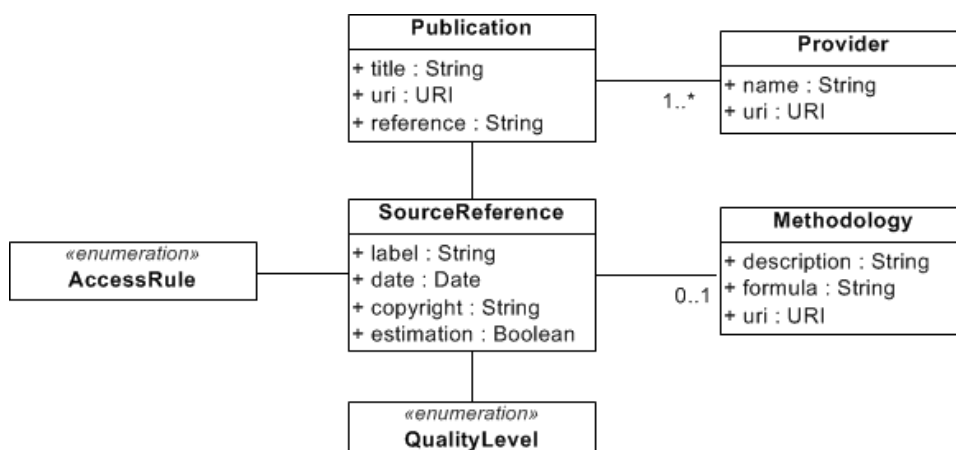 Publication
+ title : String
+ uri : URI
+ reference : String
Provider
+ name : String
+ uri : URI
1..*
SourceReference
+ label : String
+ date : Date
+ copyright : String
+ estimation : Boolean
Methodology
+ description : String
+ formula : String
+ uri : URI
0..1
«enumeration»
AccessRule
«enumeration»
QualityLevel